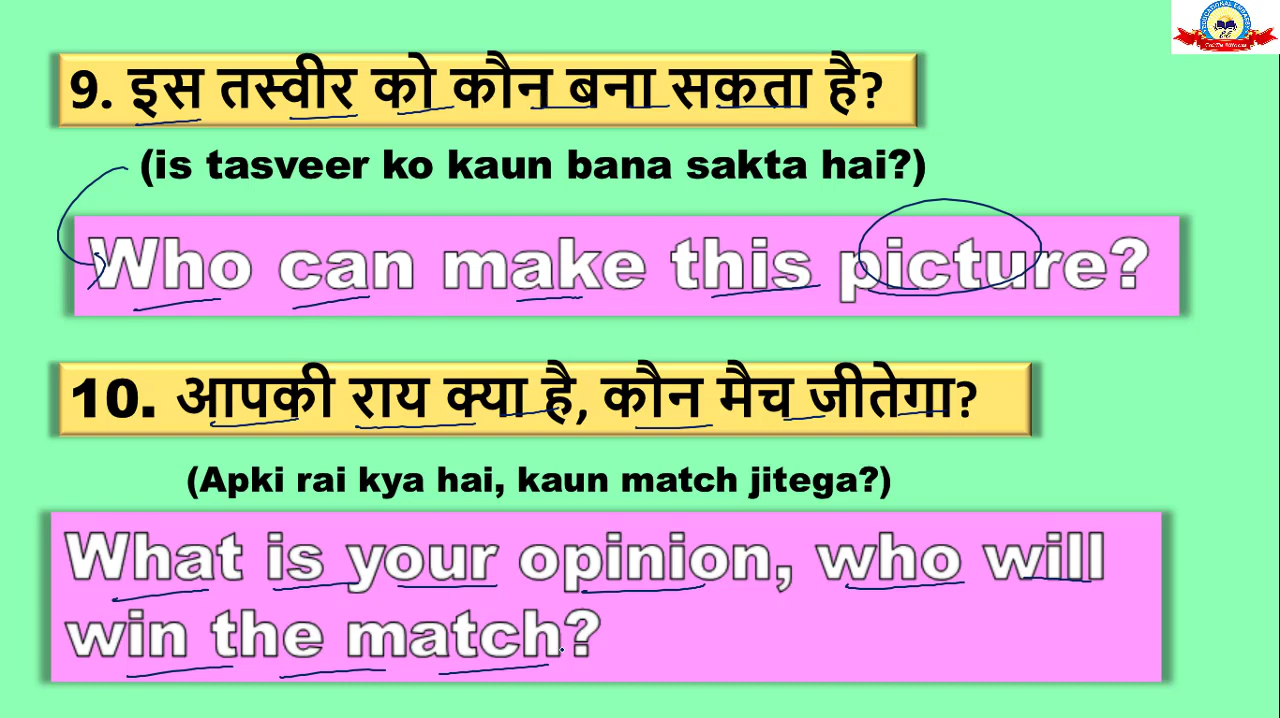 9. इस तस्वीर को कौन बना सकता है?
(is tasveer ko kaun bana sakta hai?)
Who can make this picture?
10. आपकी राय क्या है, कौन मैच जीतेगा?
(Apki rai kya hai, kaun match jitega?)
What is your opinion, who will
win the match?